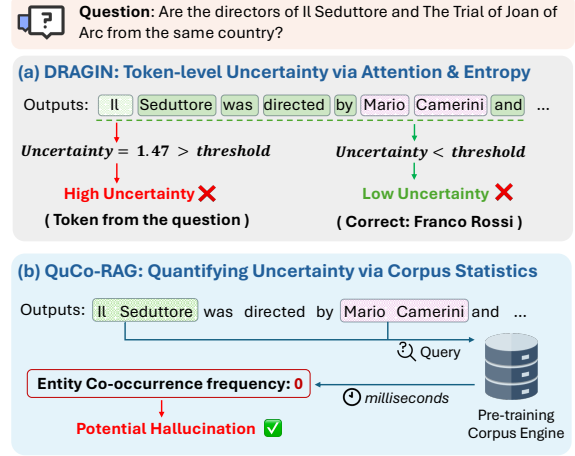 Question: Are the directors of Il Seduttore and The Trial of Joan of
Arc from the same country?
(a) DRAGIN: Token-level Uncertainty via Attention & Entropy
Outputs: Il Seduttore was directed by Mario Camerini and ...
Uncertainty = 1.47 > threshold
Uncertainty < threshold
High Uncertainty ❌
Low Uncertainty ❌
( Token from the question )
( Correct: Franco Rossi )
(b) QuCo-RAG: Quantifying Uncertainty via Corpus Statistics
Outputs: Il Seduttore was directed by Mario Camerini and ...
Query
Entity Co-occurrence frequency: 0
milliseconds
Potential Hallucination ✅
Pre-training
Corpus Engine